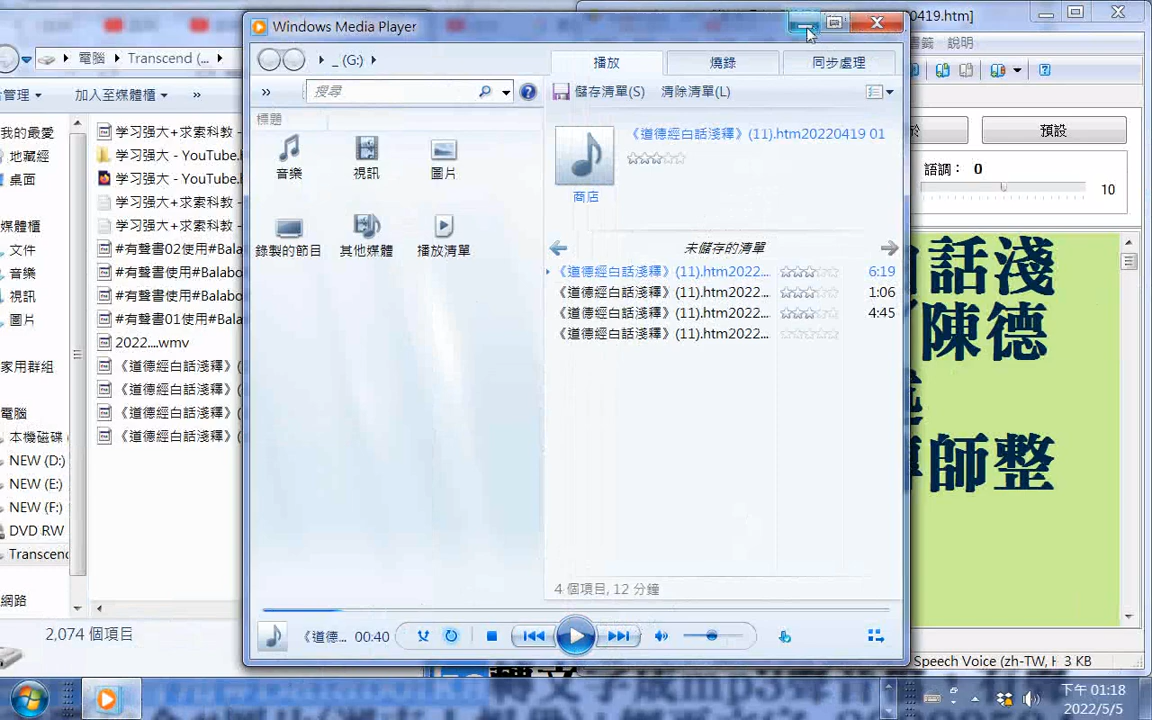 Windows Media Player
0419.htm]
電腦 Transcend (...
_ (G:)
播放
燒錄
同步處理
書籤 說明
管理
加入至媒體櫃
»
»
搜尋
儲存清單(S)
清除清單(L)
標題
我的最愛
地藏經
桌面
媒體櫃
文件
音樂
視訊
圖片
家用群組
電腦
本機磁碟 (
NEW (D:)
NEW (E:)
NEW (F:)
DVD RW
Transcend
網路
学习强大+求索科教 -
学习强大 - YouTube.h
学习强大 - YouTube.h
学习强大+求索科教 -
学习强大+求索科教 -
#有聲書02使用#Balab
#有聲書使用#Balabo
#有聲書使用#Balabo
#有聲書01使用#Bala
2022....wmv
《道德經白話淺釋》(
《道德經白話淺釋》(
《道德經白話淺釋》(
《道德經白話淺釋》(
2,074 個項目
音樂
視訊
圖片
錄製的節目
其他媒體
播放清單
《道德經白話淺釋》(11).htm20220419 01
商店
未儲存的清單
《道德經白話淺釋》(11).htm2022... 6:19
《道德經白話淺釋》(11).htm2022... 1:06
《道德經白話淺釋》(11).htm2022... 4:45
《道德經白話淺釋》(11).htm2022...
4 個項目, 12 分鐘
《道德... 00:40
預設
語調： 0
10
話淺
陳德
師整
Speech Voice (zh-TW, H 3 KB
下午 01:18
2022/5/5